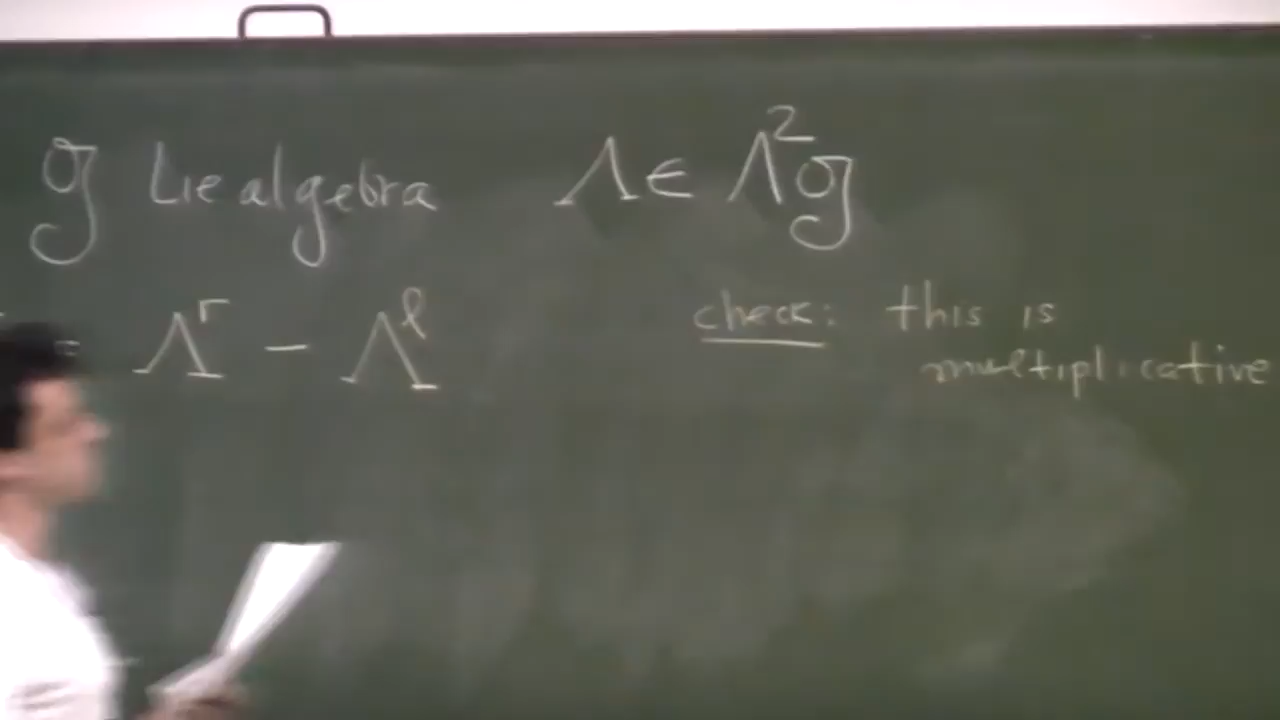 g Lie algebra Λ ∈ Λ²g
= Λʳ - Λˡ check: this is
multiplicative